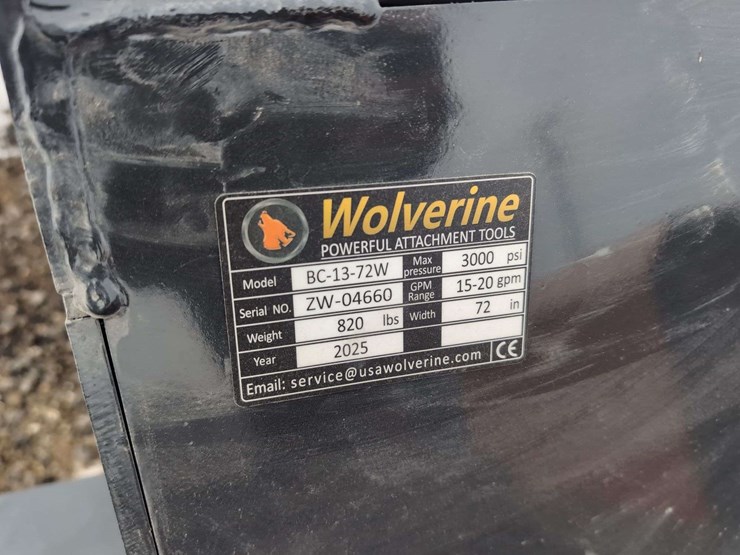 Wolverine
POWERFUL ATTACHMENT TOOLS
Model BC-13-72W Max pressure 3000 psi
Serial NO. ZW-04660 GPM Range 15-20 gpm
Weight 820 lbs Width 72 in
Year 2025
Email: service@usawolverine.com CE